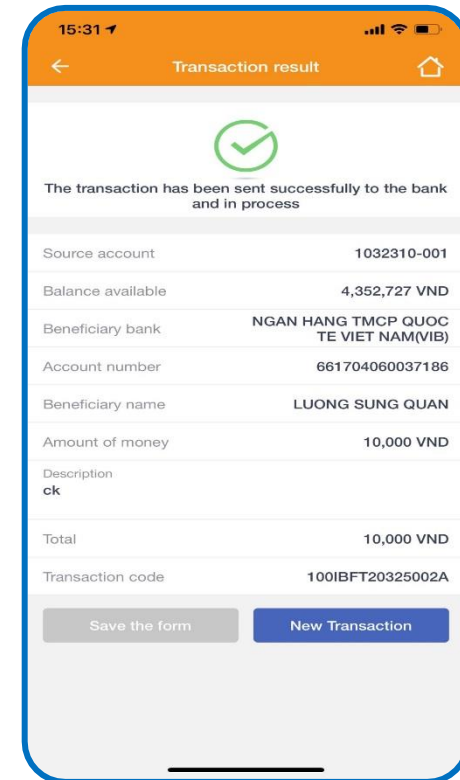 15:31
Transaction result
The transaction has been sent successfully to the bank
and in process
Source account 1032310-001
Balance available 4,352,727 VND
Beneficiary bank NGAN HANG TMCP QUOC
TE VIET NAM(VIB)
Account number 661704060037186
Beneficiary name LUONG SUNG QUAN
Amount of money 10,000 VND
Description
ck
Total 10,000 VND
Transaction code 100IBFT20325002A
Save the form New Transaction